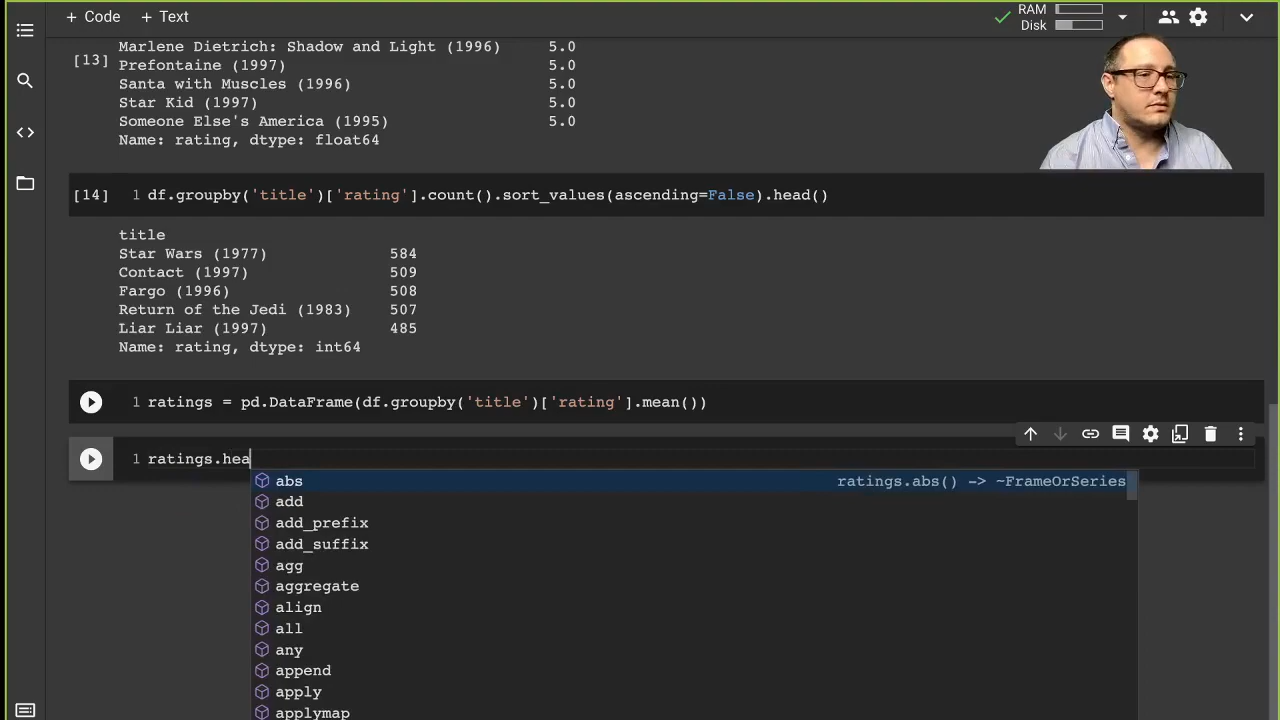 + Code + Text
RAM
Disk
[13]
Marlene Dietrich: Shadow and Light (1996) 5.0
Prefontaine (1997) 5.0
Santa with Muscles (1996) 5.0
Star Kid (1997) 5.0
Someone Else's America (1995) 5.0
Name: rating, dtype: float64
[14] 1 df.groupby('title')['rating'].count().sort_values(ascending=False).head()
title
Star Wars (1977) 584
Contact (1997) 509
Fargo (1996) 508
Return of the Jedi (1983) 507
Liar Liar (1997) 485
Name: rating, dtype: int64
1 ratings = pd.DataFrame(df.groupby('title')['rating'].mean())
1 ratings.hea
abs ratings.abs() -> ~FrameOrSeries
add
add_prefix
add_suffix
agg
aggregate
align
all
any
append
apply
applymap